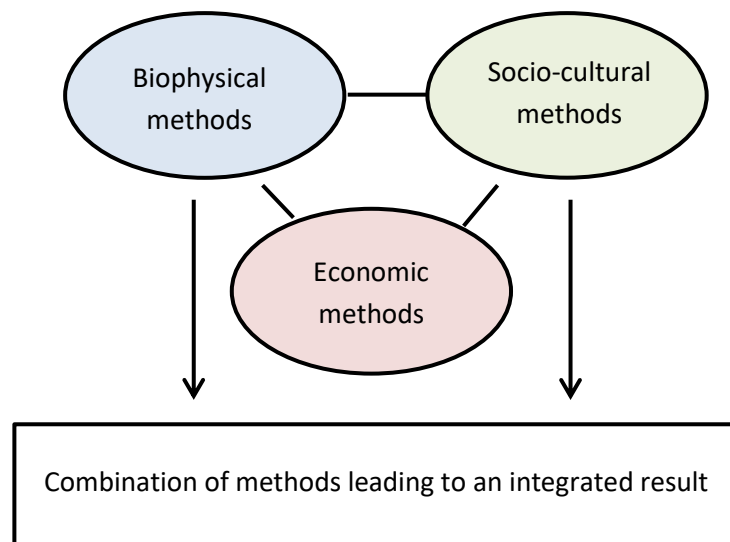 Biophysical
methods
Socio-cultural
methods
Economic
methods
Combination of methods leading to an integrated result